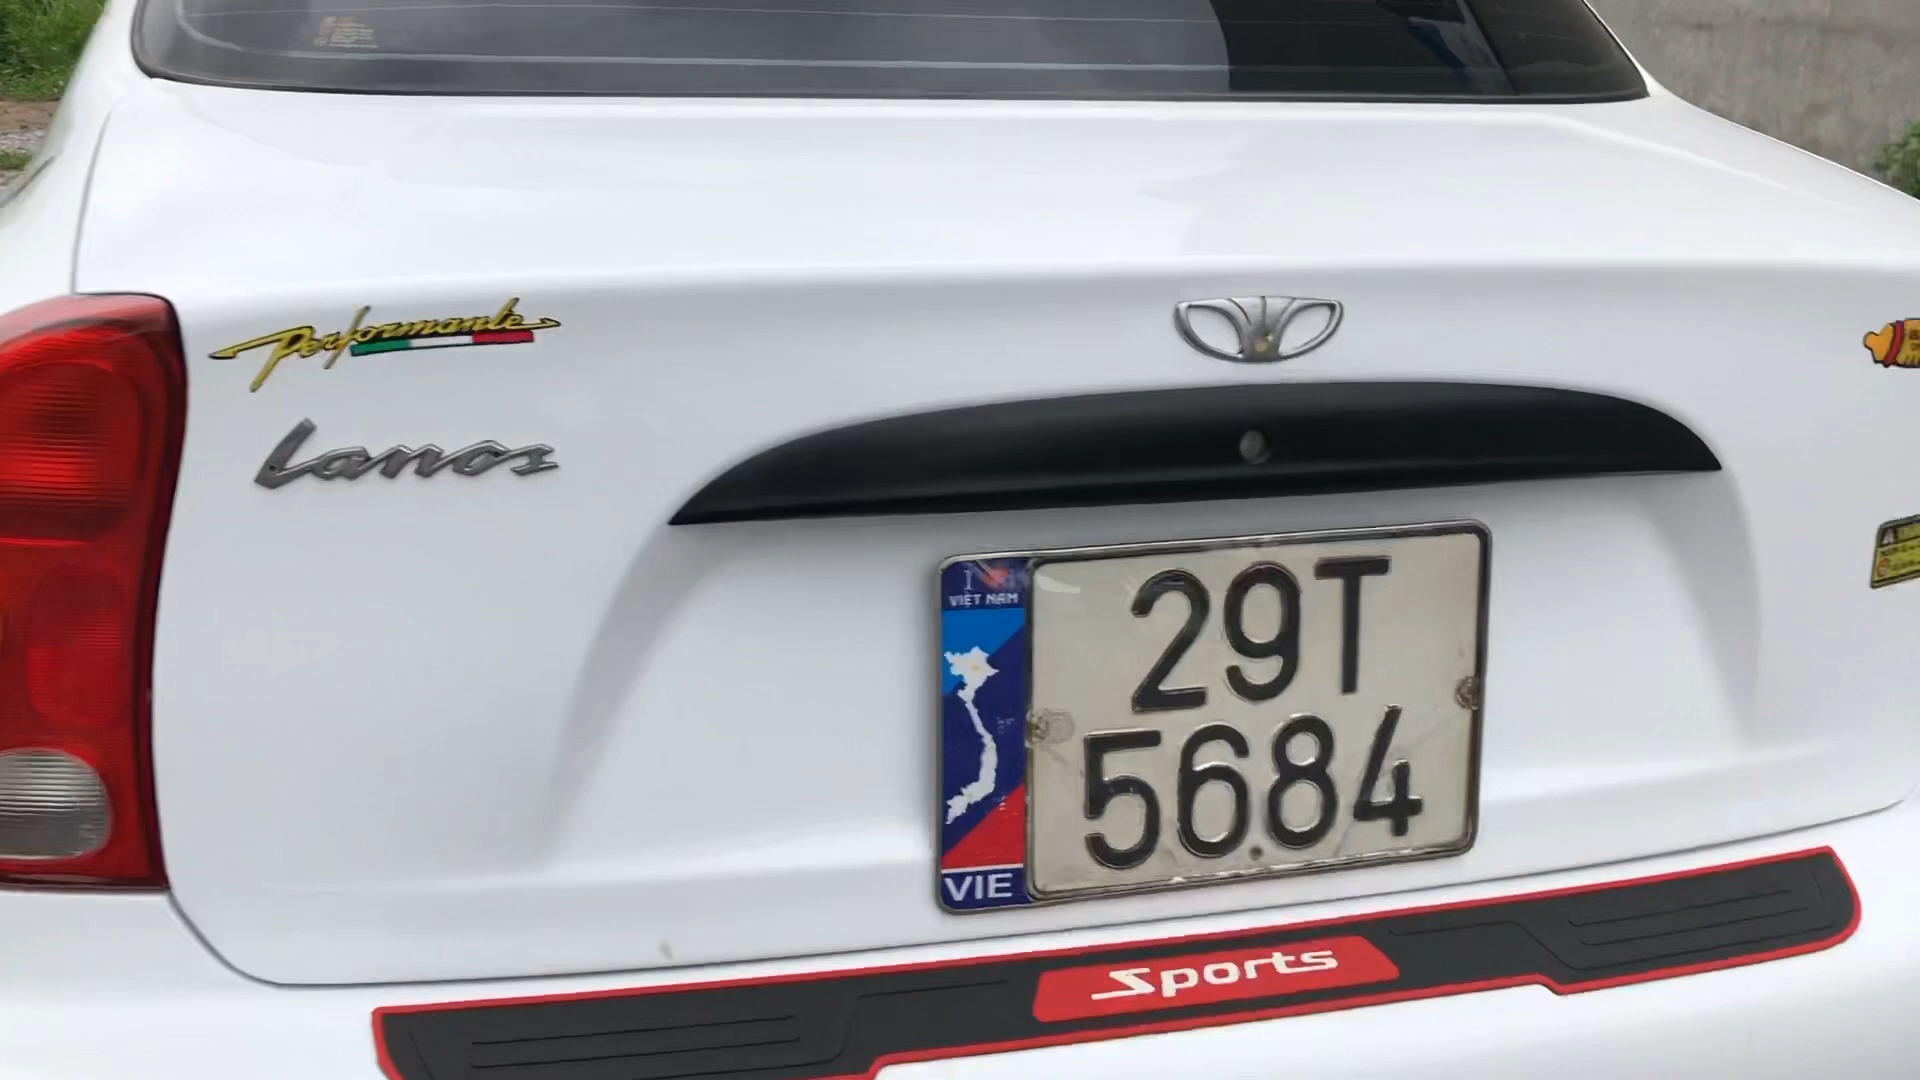 Performante
Lanos
I ❤
VIỆT NAM
29T
5684
VIE
Sports